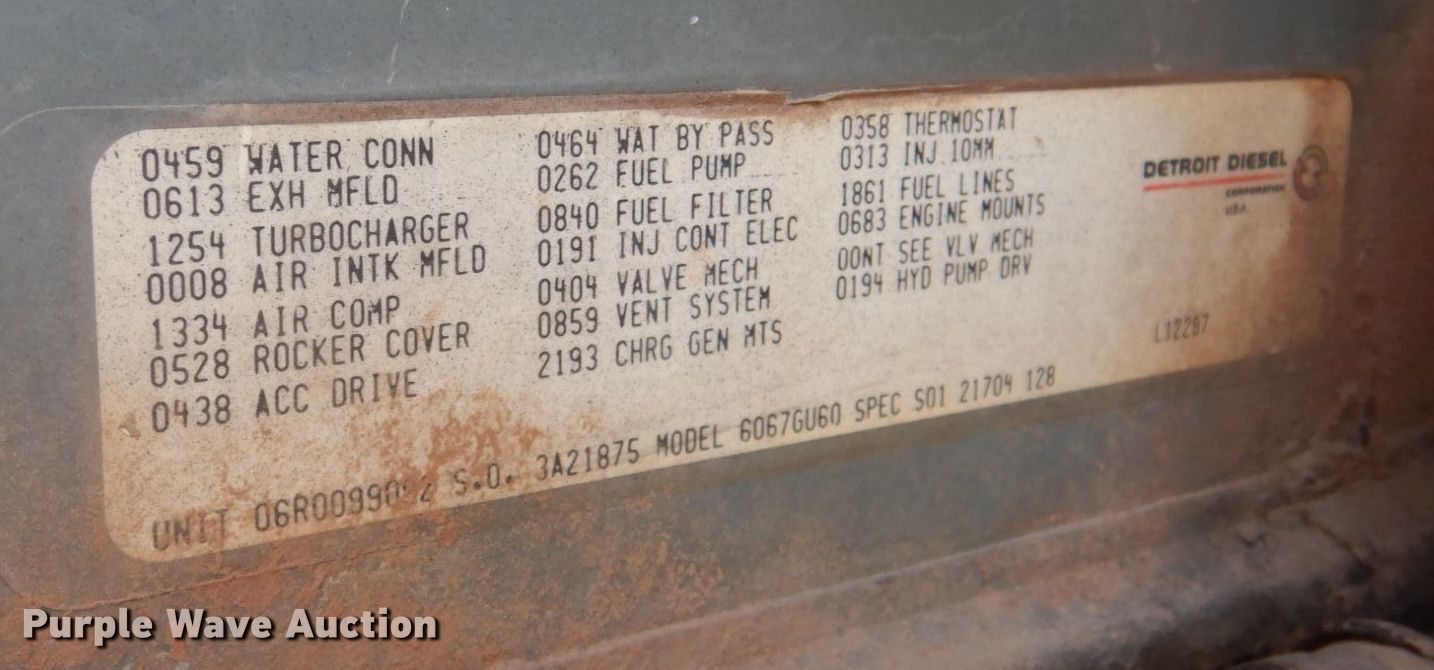 0459 WATER CONN
0613 EXH MFLD
1254 TURBOCHARGER
0008 AIR INTK MFLD
1334 AIR COMP
0528 ROCKER COVER
0438 ACC DRIVE
0464 WAT BY PASS
0262 FUEL PUMP
0840 FUEL FILTER
0191 INJ CONT ELEC
0404 VALVE MECH
0859 VENT SYSTEM
2193 CHRG GEN MTS
0358 THERMOSTAT
0313 INJ 10MM
1861 FUEL LINES
0683 ENGINE MOUNTS
00NT SEE VLV MECH
0194 HYD PUMP DRV
DETROIT DIESEL
CORPORATION
USA
L12297
UNIT S.O. 3A21875 MODEL 6067GU60 SPEC S01 21704 128
Purple Wave Auction